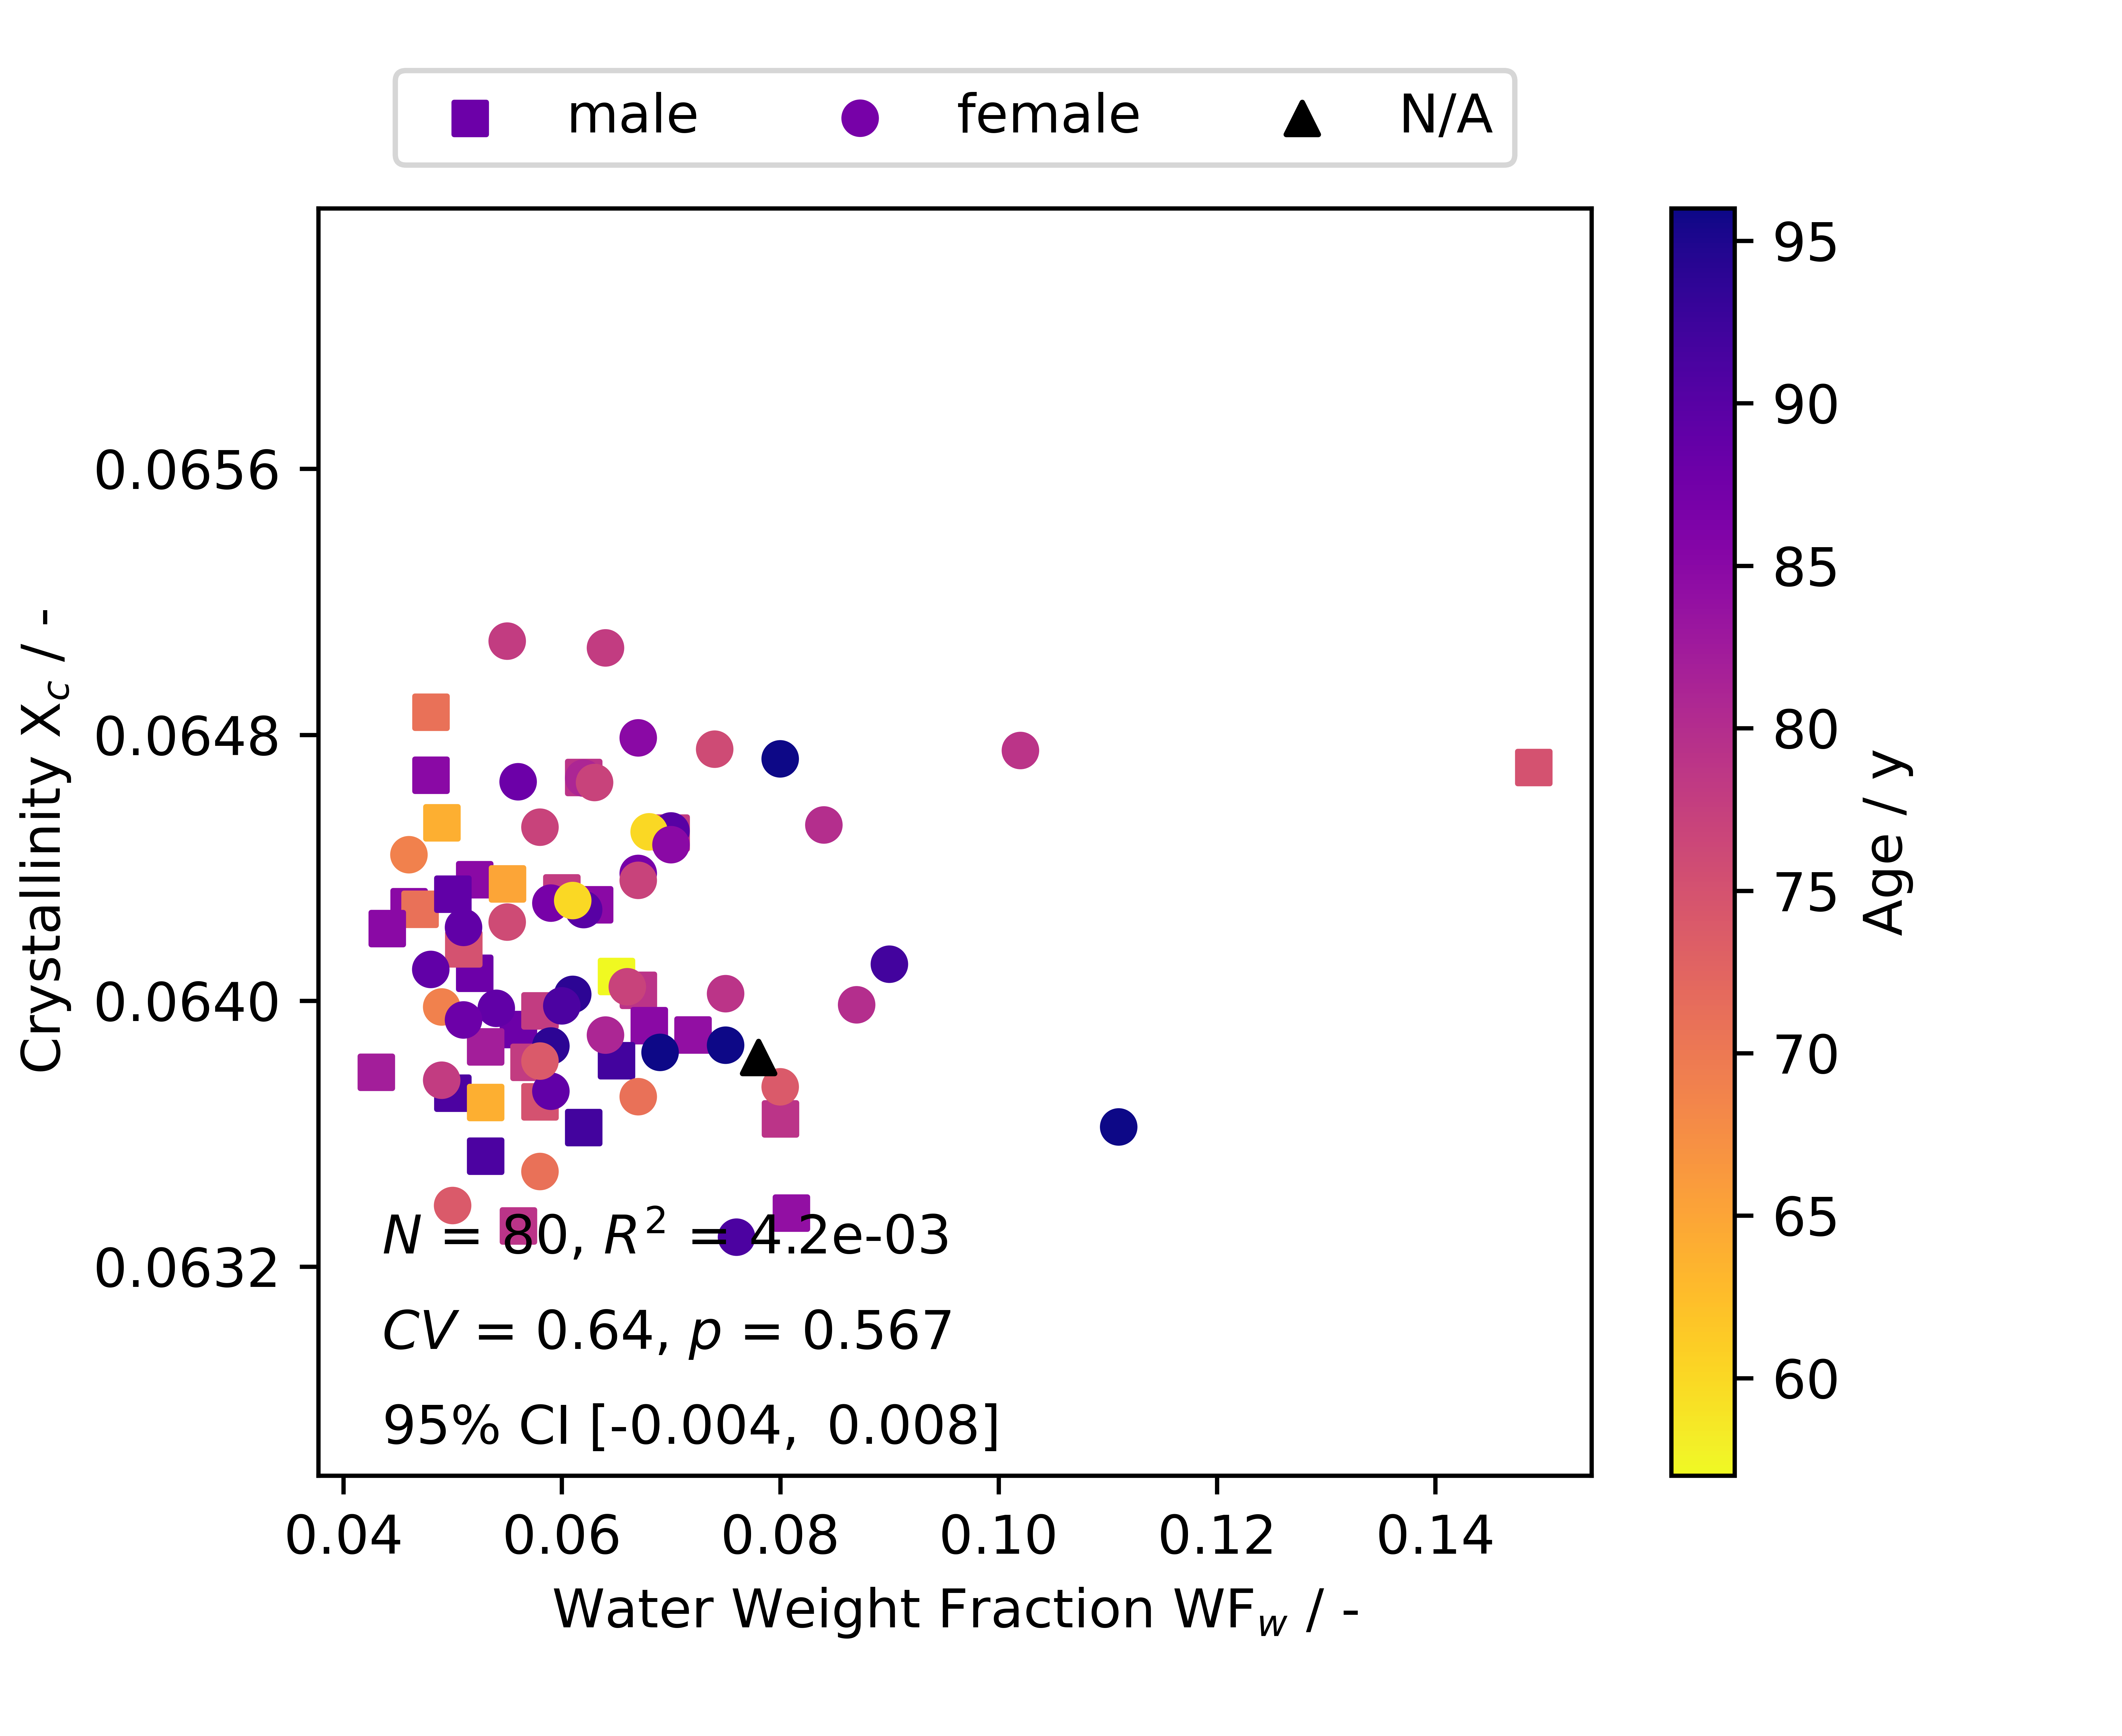 male female N/A
0.0656
0.0648
0.0640
0.0632
Crystallinity X_c / -
N = 80, R² = 4.2e-03
CV = 0.64, p = 0.567
95% CI [-0.004, 0.008]
0.04 0.06 0.08 0.10 0.12 0.14
Water Weight Fraction WF_w / -
95
90
85
80
75
70
65
60
Age / y